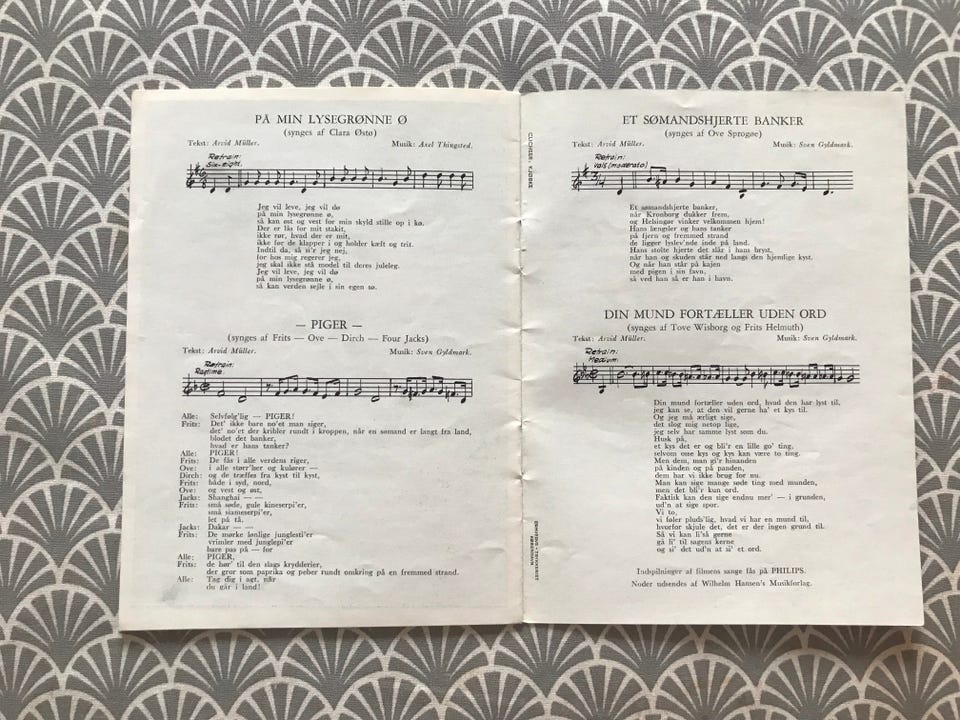 PÅ MIN LYSEGRØNNE Ø
(synges af Clara Østø)
Tekst: Arvid Müller. Musik: Axel Thingsted.
Refrain:
Six-eight.
Jeg vil leve, jeg vil dø
på min lysegrønne ø,
så kan øst og vest for min skyld stille op i kø.
Der er lås for mit stakit,
ikke rør, hvad der er mit,
ikke før de klapper i og holder kæft og trit.
Indtil da, så si'r jeg nej,
for hos mig regerer jeg,
jeg skal ikke stå model til deres juleleg.
Jeg vil leve, jeg vil dø
på min lysegrønne ø,
så kan verden sejle i sin egen sø.
— PIGER —
(synges af Frits — Ove — Dirch — Four Jacks)
Tekst: Arvid Müller. Musik: Sven Gyldmark.
Refrain:
Ragtime.
Alle: Selvfølg'lig — PIGER!
Frits: Det' ikke bare no'et man siger,
det' no'et der kribler rundt i kroppen, når en sømand er langt fra land,
blodet det banker,
hvad er hans tanker?
Alle: PIGER!
Frits: De fås i alle verdens riger,
Ove: i alle størr'lser og kulører —
Dirch: og de træffes fra kyst til kyst,
Frits: både i syd, nord,
Ove: og vest og øst,
Jacks: Shanghai — —
Frits: små søde, gule kineserpi'er,
små siameserpi'er,
let på tå,
Jacks: Dakar — —
Frits: De mørke lønlige junglesti'er
vrimler med junglepi'er
bare pas på — for
Alle: PIGER,
Frits: de hør' til den slags krydderier,
der gror som paprika og peber rundt omkring på en fremmed strand.
Alle: Tag dig i agt, når
du går i land!
CLICHEER: KJØBKE
ET SØMANDSHJERTE BANKER
(synges af Ove Sprogøe)
Tekst: Arvid Müller. Musik: Sven Gyldmark.
Refrain:
Vals (moderato)
Et sømandshjerte banker,
når Kronborg dukker frem,
og Helsingør vinker velkommen hjem!
Hans længsler og hans tanker
på fjern og fremmed strand
de ligger lyslev'nde inde på land.
Hans stolte hjerte det slår i hans bryst,
når han og skuden står ned langs den hjemlige kyst.
Og når han står på kajen
med pigen i sin favn,
så ved han så er han i havn.
DIN MUND FORTÆLLER UDEN ORD
(synges af Tove Wisborg og Frits Helmuth)
Tekst: Arvid Müller. Musik: Sven Gyldmark.
Refrain:
Medium.
Din mund fortæller uden ord, hvad den har lyst til,
jeg kan se, at den vil gerne ha' et kys til.
Og jeg må ærligt sige,
det slog mig netop lige,
jeg selv har samme lyst som du.
Husk på,
et kys det er og bli'r en lille go' ting,
selvom ome kys og kys kan være to ting.
Men dem, man gi'r hinanden
på kinden og på panden,
dem har vi ikke brug for nu.
Man kan sige mange søde ting med munden,
men det bli'r kun ord.
Faktisk kan den sige endnu mer' — i grunden,
ud'n at sige spor.
Vi to,
vi føler pluds'lig, hvad vi har en mund til,
hvorfor skjule det, det er der ingen grund til.
Så vi kan li'så gerne
gå li' til sagens kerne
og si' det ud'n at si' et ord.
Indspilninger af filmens sange fås på PHILIPS.
Noder udsendes af Wilhelm Hansen's Musikforlag.